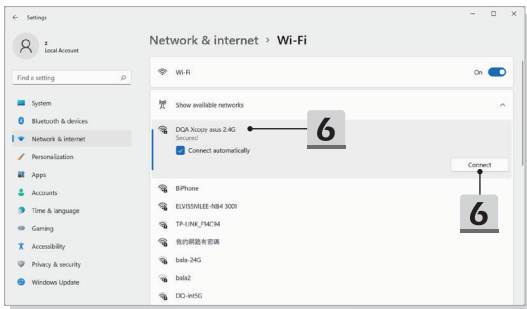 Settings
z
Local Account
Find a setting
System
Bluetooth & devices
Network & internet
Personalization
Apps
Accounts
Time & language
Gaming
Accessibility
Privacy & security
Windows Update
Network & internet > Wi-Fi
Wi-Fi
On
Show available networks
DQA Xcopy asus 2.4G
Secured
Connect automatically
6
Connect
6
BiPhone
ELVISSMLEE-NB4 3001
TP-LINK_F14C94
我的網路有密碼
bala-24G
bala2
DQ-int5G